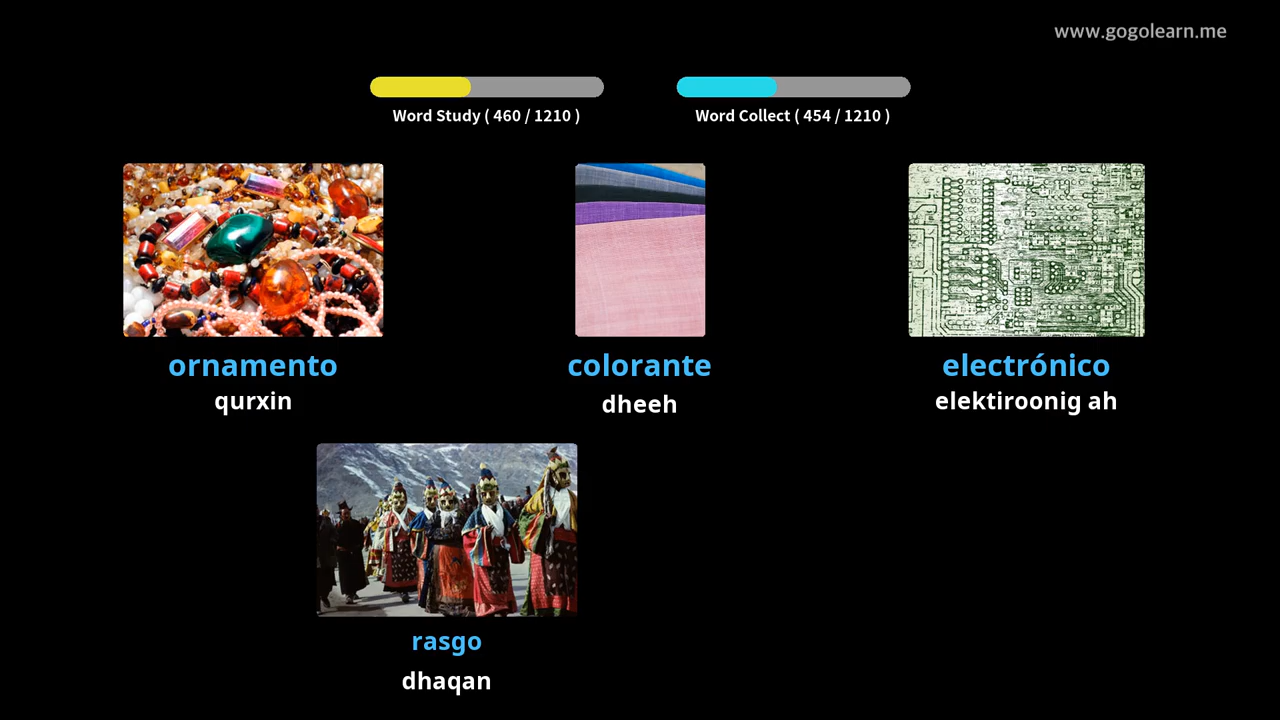 www.gogolearn.me
Word Study ( 460 / 1210 )
Word Collect ( 454 / 1210 )
ornamento
qurxin
colorante
dheeh
electrónico
elektiroonig ah
rasgo
dhaqan